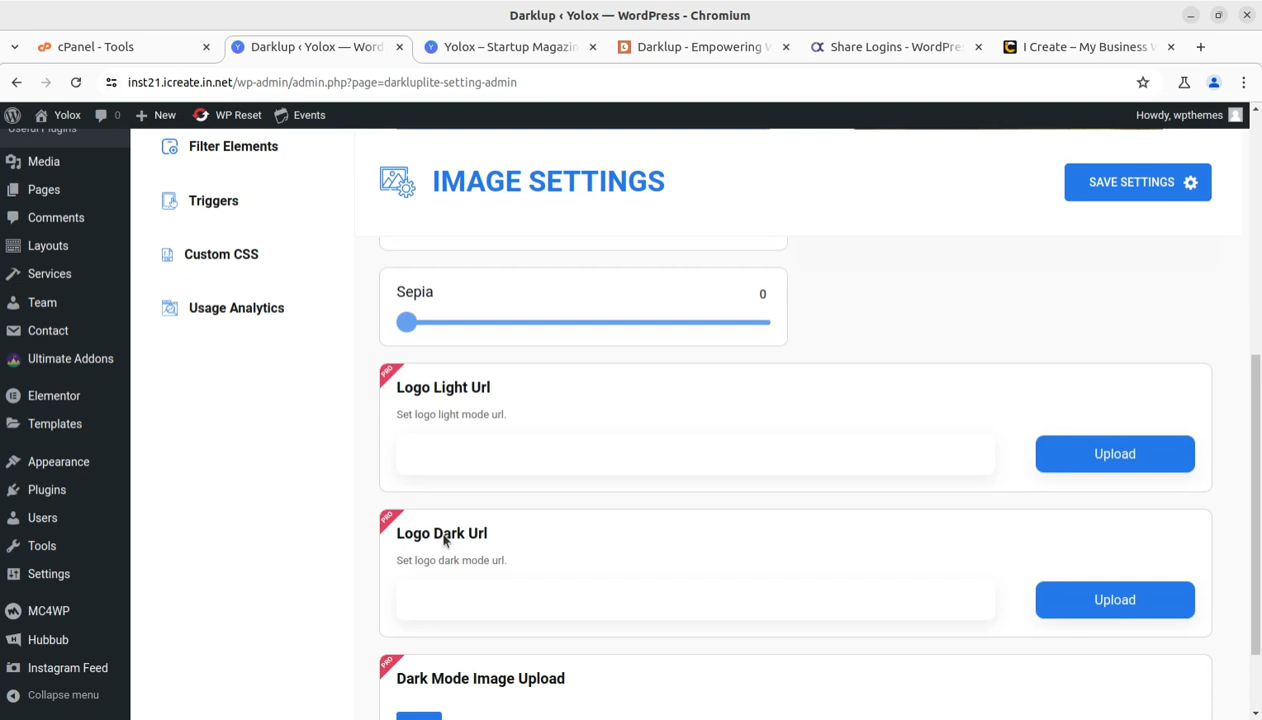 Darklup ‹ Yolox — WordPress - Chromium
cPanel - Tools
Darklup ‹ Yolox — Word
Yolox – Startup Magazin
Darklup - Empowering
Share Logins - WordPre
I Create – My Business
inst21.icreate.in.net/wp-admin/admin.php?page=darkluplite-setting-admin
Yolox
0
New
WP Reset
Events
Howdy, wpthemes
Useful Plugins
Media
Pages
Comments
Layouts
Services
Team
Contact
Ultimate Addons
Elementor
Templates
Appearance
Plugins
Users
Tools
Settings
MC4WP
Hubbub
Instagram Feed
Collapse menu
Filter Elements
Triggers
Custom CSS
Usage Analytics
IMAGE SETTINGS
SAVE SETTINGS
Sepia
0
PRO
Logo Light Url
Set logo light mode url.
Upload
PRO
Logo Dark Url
Set logo dark mode url.
Upload
PRO
Dark Mode Image Upload